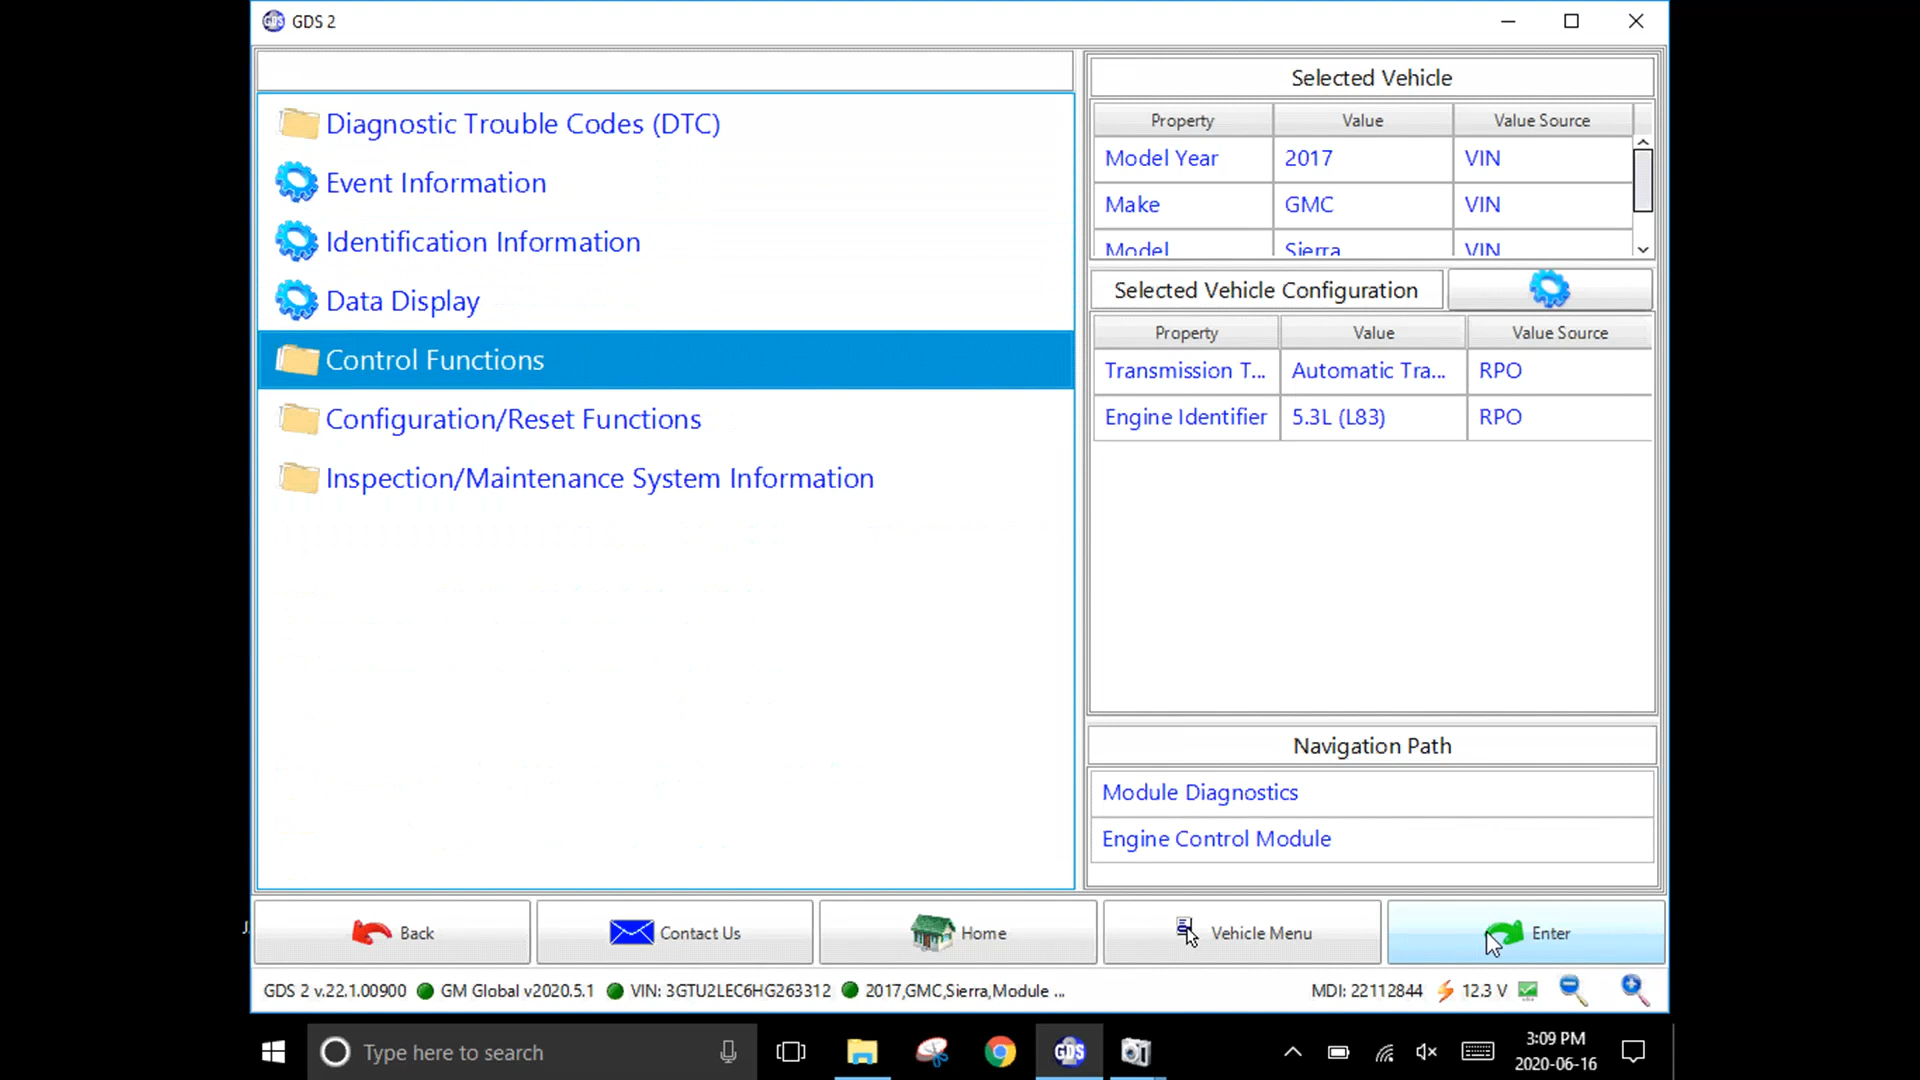 GDS 2
Diagnostic Trouble Codes (DTC)
Event Information
Identification Information
Data Display
Control Functions
Configuration/Reset Functions
Inspection/Maintenance System Information
Selected Vehicle
Property Value Value Source
Model Year 2017 VIN
Make GMC VIN
Model Sierra VIN
Selected Vehicle Configuration
Property Value Value Source
Transmission T... Automatic Tra... RPO
Engine Identifier 5.3L (L83) RPO
Navigation Path
Module Diagnostics
Engine Control Module
Back Contact Us Home Vehicle Menu Enter
GDS 2 v.22.1.00900 GM Global v2020.5.1 VIN: 3GTU2LEC6HG263312 2017,GMC,Sierra,Module ... MDI: 22112844 12.3 V
Type here to search GDS
3:09 PM
2020-06-16